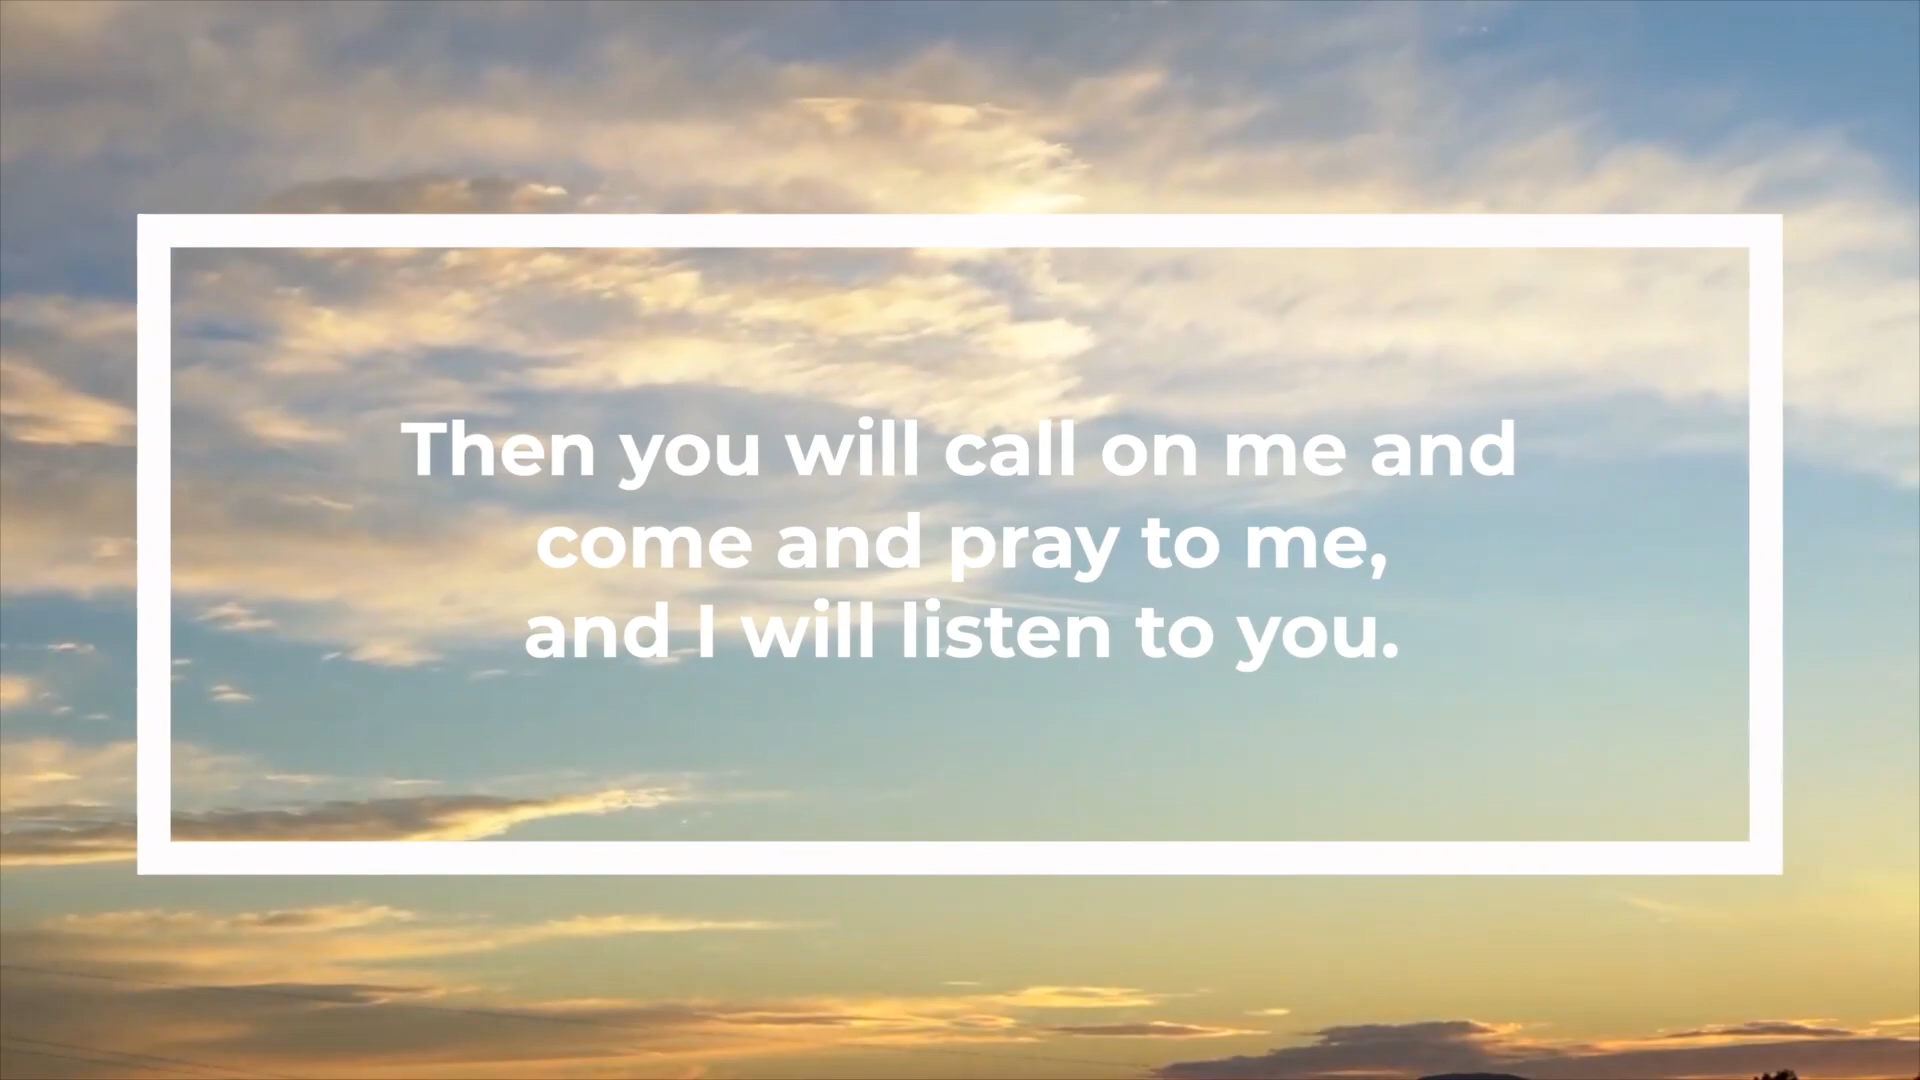 Then you will call on me and
come and pray to me,
and I will listen to you.